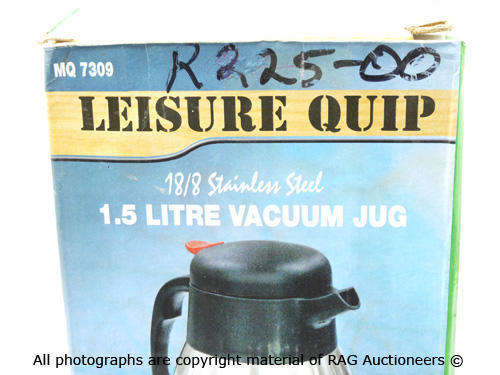 MQ 7309
R225-00
LEISURE QUIP
18/8 Stainless Steel
1.5 LITRE VACUUM JUG
All photographs are copyright material of RAG Auctioneers ©